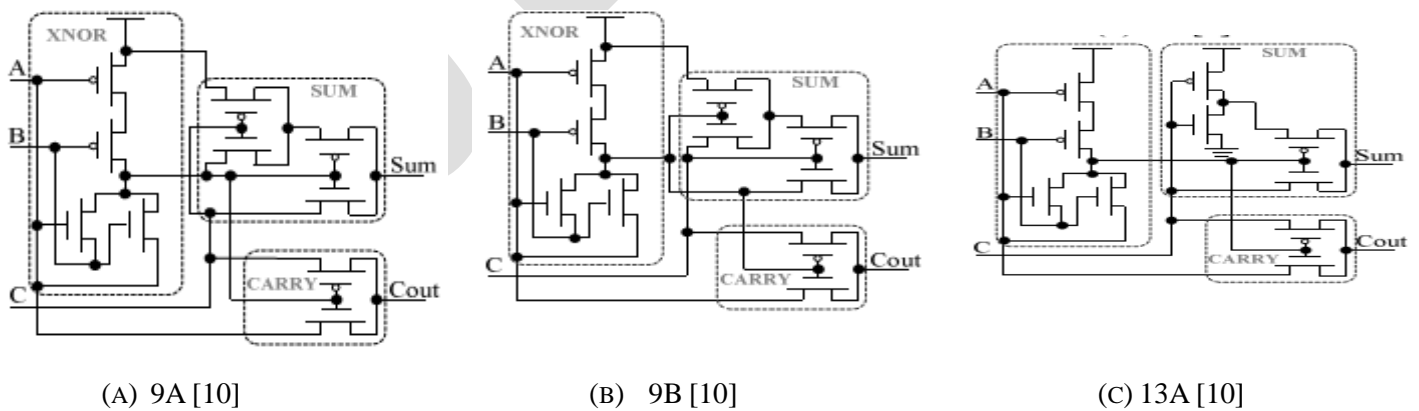 XNOR
A
SUM
B
Sum
C
CARRY
Cout
XNOR
A
SUM
B
Sum
C
CARRY
Cout
SUM
A
B
Sum
C
CARRY
Cout
(A) 9A [10]
(B) 9B [10]
(C) 13A [10]